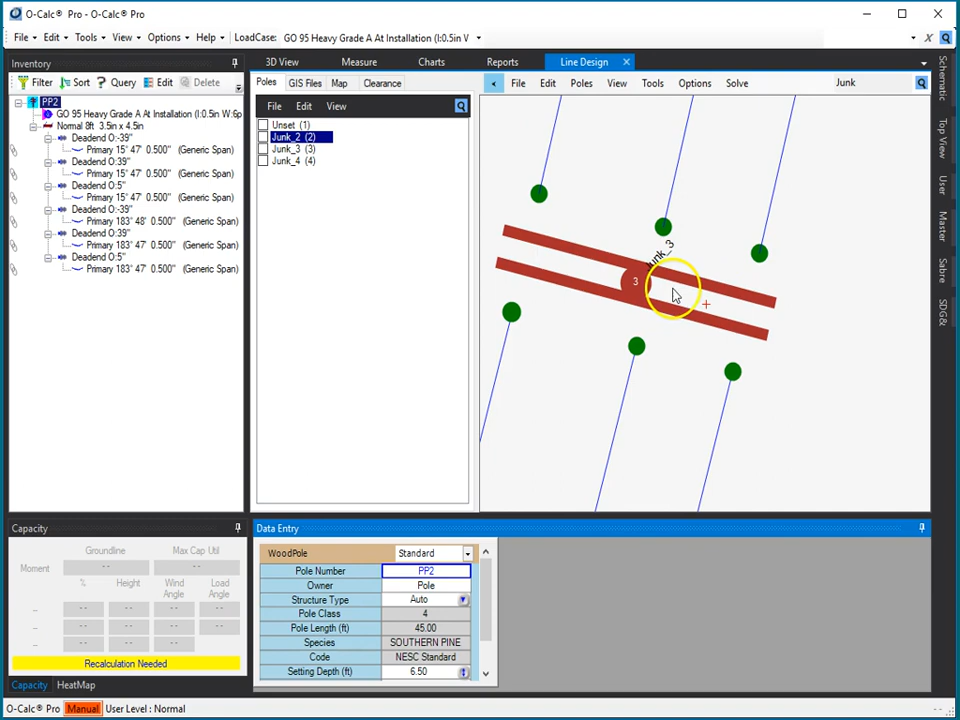 O-Calc® Pro - O-Calc® Pro
File Edit Tools View Options Help LoadCase: GO 95 Heavy Grade A At Installation (I:0.5in V
Inventory
Filter Sort Query Edit Delete
PP2
GO 95 Heavy Grade A At Installation (I:0.5in W:6p
Normal 8ft 3.5in x 4.5in
Deadend O:-39"
Primary 15° 47' 0.500" (Generic Span)
Deadend O:39"
Primary 15° 47' 0.500" (Generic Span)
Deadend O:5"
Primary 15° 47' 0.500" (Generic Span)
Deadend O:-39"
Primary 183° 48' 0.500" (Generic Span)
Deadend O:39"
Primary 183° 48' 0.500" (Generic Span)
Deadend O:5"
Primary 183° 48' 0.500" (Generic Span)
3D View Measure Charts Reports Line Design
Poles GIS Files Map Clearance
File Edit View
Unset (1)
Junk_2 (2)
Junk_3 (3)
Junk_4 (4)
File Edit Poles View Tools Options Solve Junk
Junk_3
3
Schematic
Top View
User
Master
Sabre
SDG&I
Capacity
Groundline Max Cap Util
Moment -- --
% Height Wind Angle Load Angle
-- -- -- -- --
-- -- -- -- --
-- -- -- --
Recalculation Needed
Capacity HeatMap
Data Entry
WoodPole Standard
Pole Number PP2
Owner Pole
Structure Type Auto
Pole Class 4
Pole Length (ft) 45.00
Species SOUTHERN PINE
Code NESC Standard
Setting Depth (ft) 6.50
O-Calc® Pro Manual User Level : Normal -- --